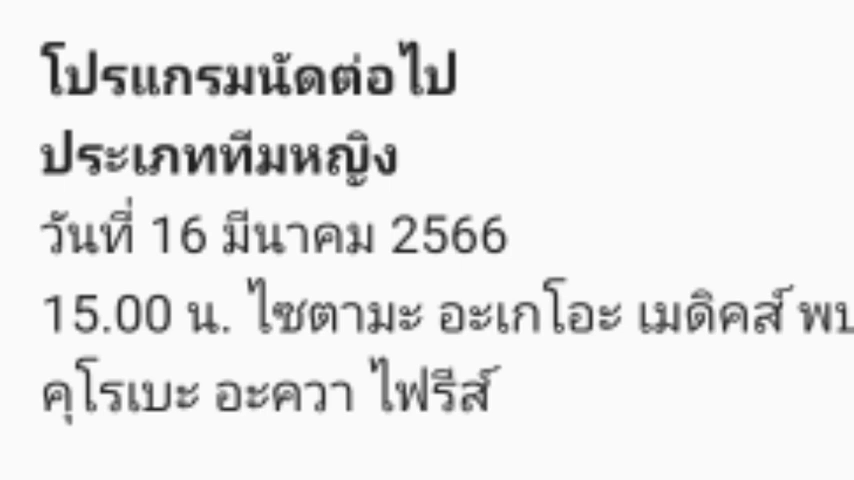 โปรแกรมนัดต่อไป
ประเภททีมหญิง
วันที่ 16 มีนาคม 2566
15.00 น. ไซตามะ อะเกโอะ เมดิคส์ พบ
คุโรเบะ อะควา ไฟรีส์